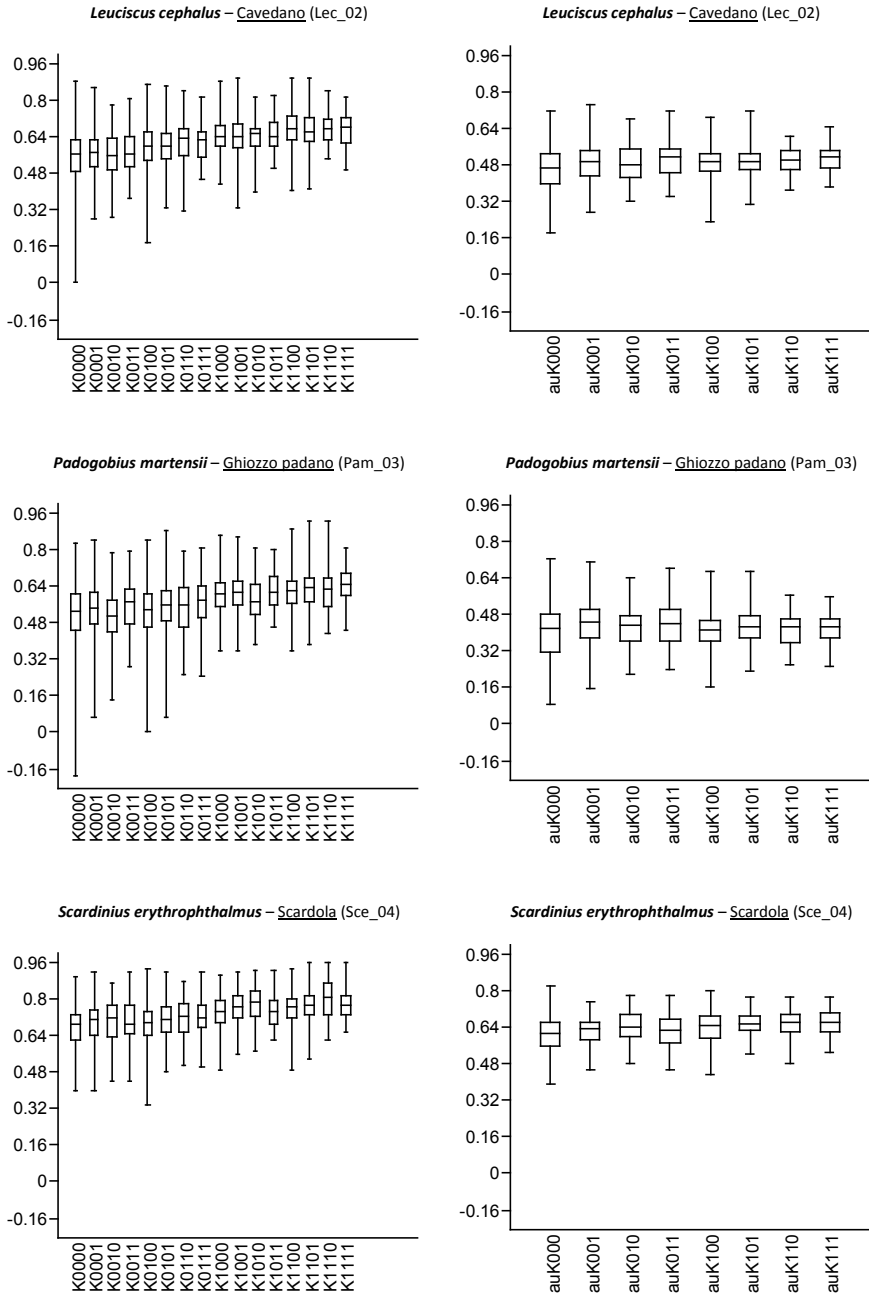 Leuciscus cephalus – Cavedano (Lec_02)
0.96
0.8
0.64
0.48
0.32
0.16
0
-0.16
K0000
K0001
K0010
K0011
K0100
K0101
K0110
K0111
K1000
K1001
K1010
K1011
K1100
K1101
K1110
K1111
Leuciscus cephalus – Cavedano (Lec_02)
0.96
0.8
0.64
0.48
0.32
0.16
0
-0.16
auK000
auK001
auK010
auK011
auK100
auK101
auK110
auK111
Padogobius martensii – Ghiozzo padano (Pam_03)
0.96
0.8
0.64
0.48
0.32
0.16
0
-0.16
K0000
K0001
K0010
K0011
K0100
K0101
K0110
K0111
K1000
K1001
K1010
K1011
K1100
K1101
K1110
K1111
Padogobius martensii – Ghiozzo padano (Pam_03)
0.96
0.8
0.64
0.48
0.32
0.16
0
-0.16
auK000
auK001
auK010
auK011
auK100
auK101
auK110
auK111
Scardinius erythrophthalmus – Scardola (Sce_04)
0.96
0.8
0.64
0.48
0.32
0.16
0
-0.16
K0000
K0001
K0010
K0011
K0100
K0101
K0110
K0111
K1000
K1001
K1010
K1011
K1100
K1101
K1110
K1111
Scardinius erythrophthalmus – Scardola (Sce_04)
0.96
0.8
0.64
0.48
0.32
0.16
0
-0.16
auK000
auK001
auK010
auK011
auK100
auK101
auK110
auK111